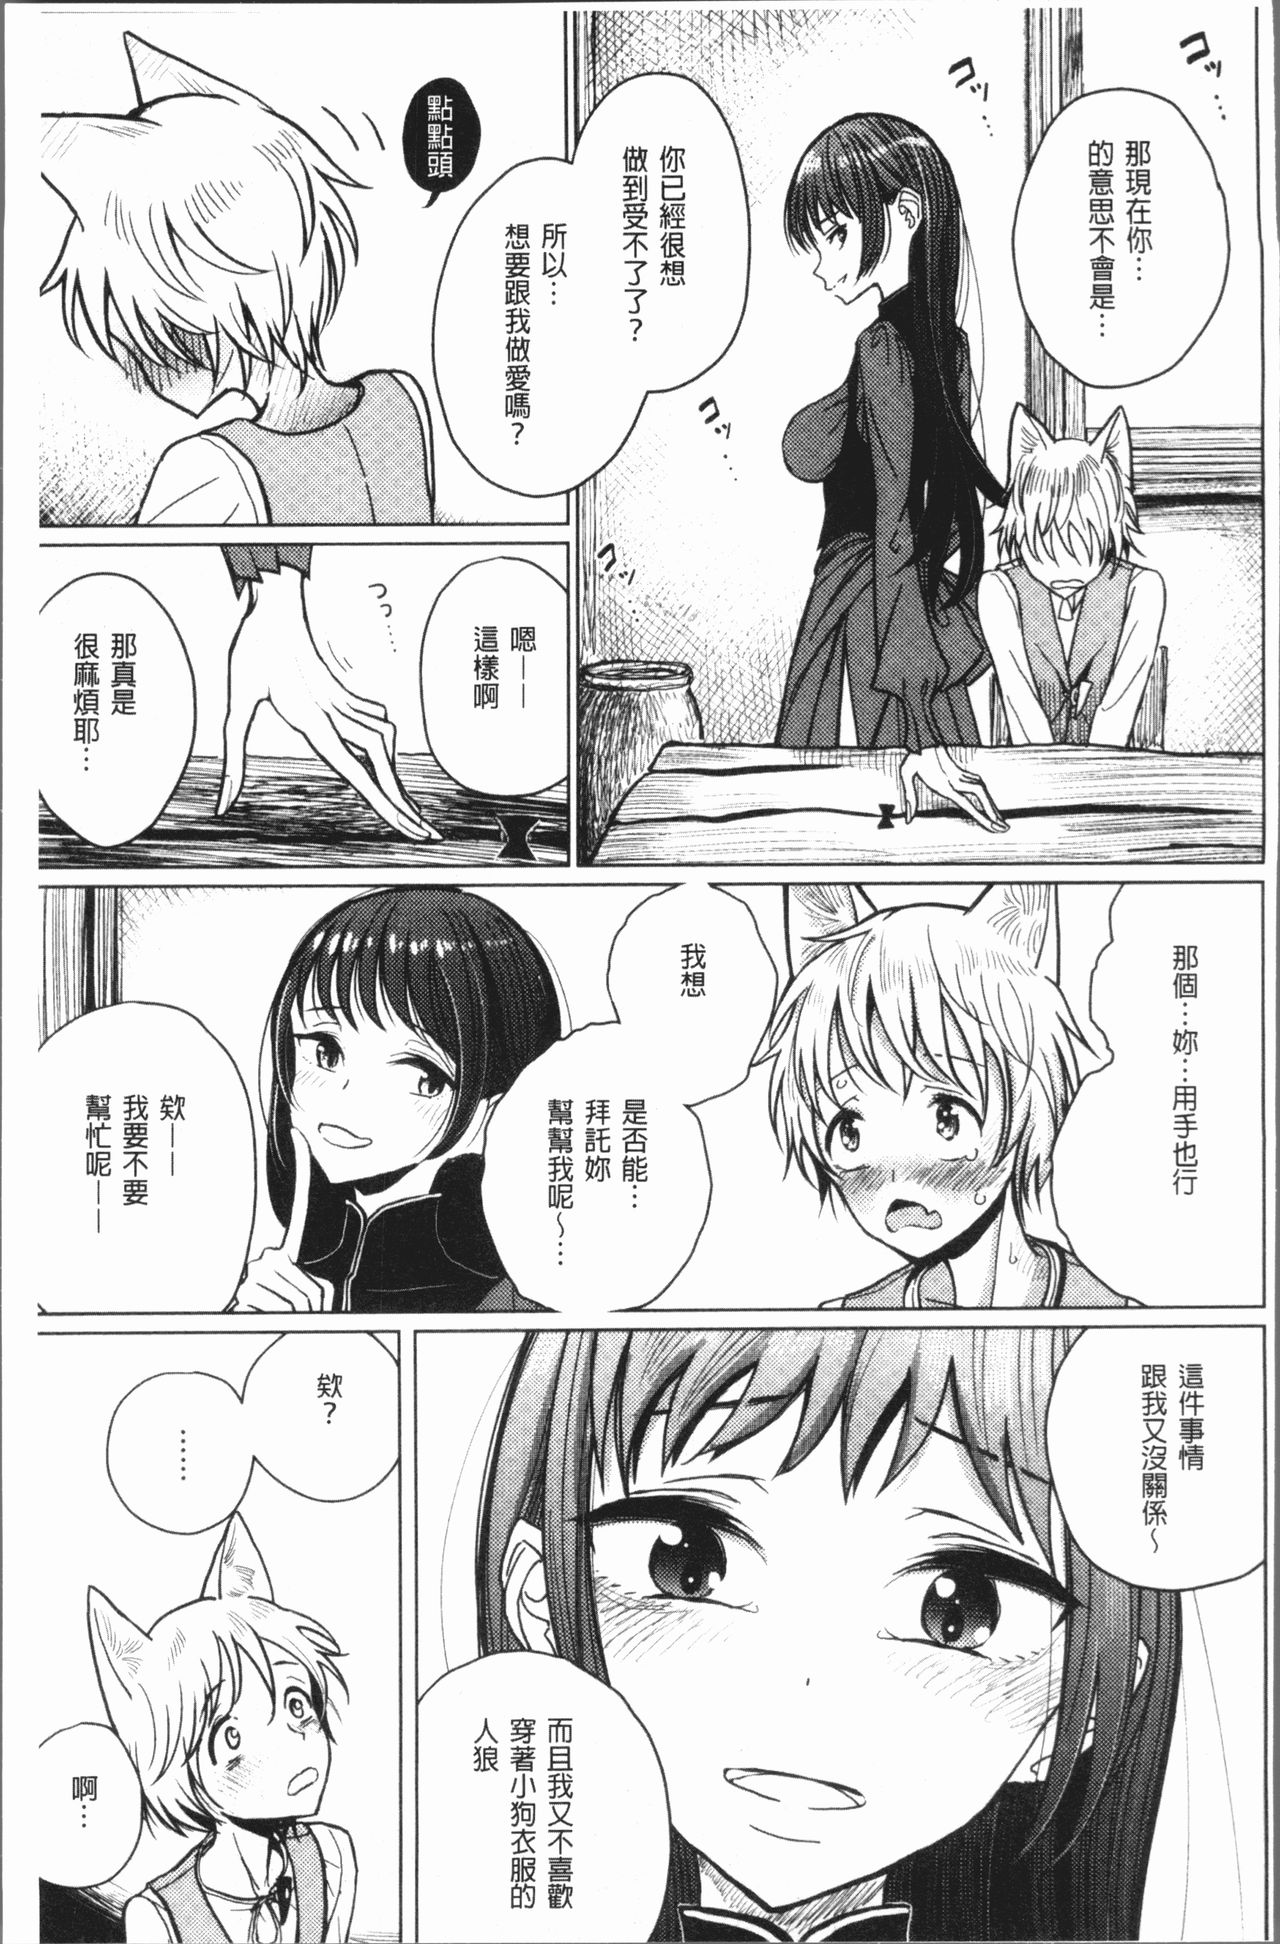 那現在你…
的意思不會是…
コッ…
コッ…
コッ…
コッ…
你已經很想
做到受不了了？
所以…
想要跟我做愛嗎？
點點頭
嗯——
這樣啊
那真是
很麻煩耶…
那個…妳…用手也行
我想
是否能…
拜託妳
幫幫我呢～…
欸——
我要不要
幫忙呢——
這件事情
跟我又沒關係～
而且我又不喜歡
穿著小狗衣服的
人狼
欸？
……
啊…